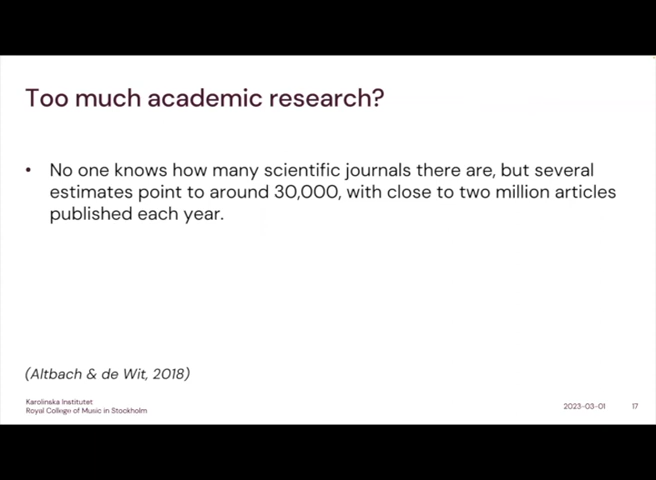 Too much academic research?
• No one knows how many scientific journals there are, but several
estimates point to around 30,000, with close to two million articles
published each year.
(Altbach & de Wit, 2018)
Karolinska Institutet
Royal College of Music in Stockholm
2023-03-01
17